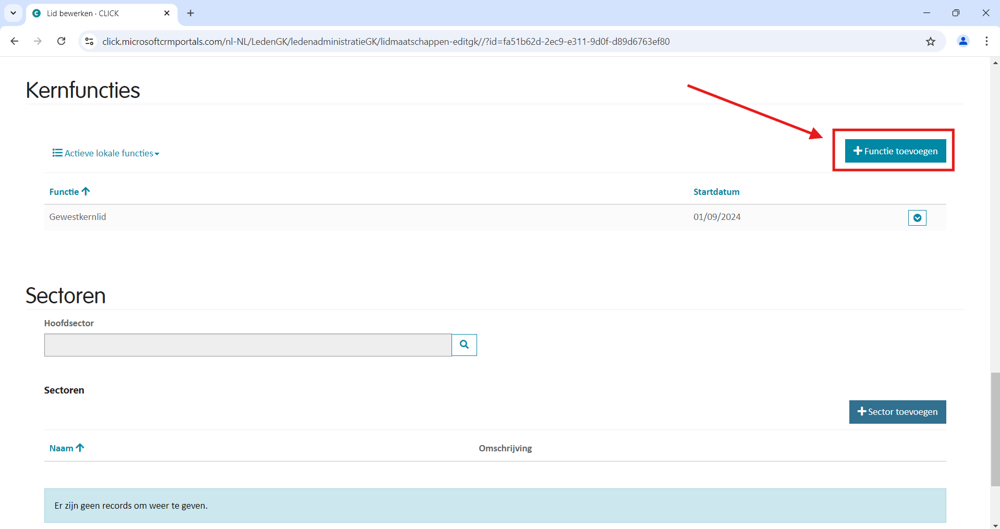 Lid bewerken · CLICK
click.microsoftcrmportals.com/nl-NL/LedenGK/ledenadministratieGK/lidmaatschappen-editgk//?id=fa51b62d-2ec9-e311-9d0f-d89d6763ef80
Kernfuncties
Actieve lokale functies
Functie toevoegen
Functie Startdatum
Gewestkernlid 01/09/2024
Sectoren
Hoofdsector
Sectoren
Sector toevoegen
Naam Omschrijving
Er zijn geen records om weer te geven.